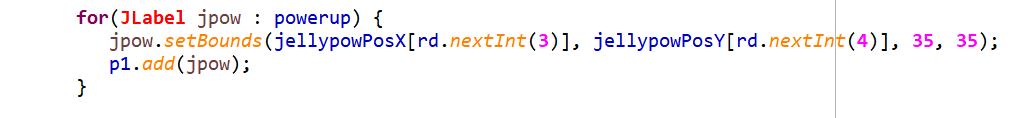 for(JLabel jpow : powerup) {
jpow.setBounds(jellypowPosX[rd.nextInt(3)], jellypowPosY[rd.nextInt(4)], 35, 35);
p1.add(jpow);
}